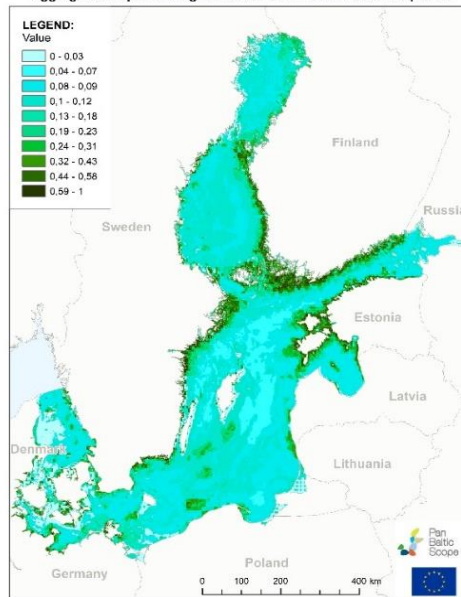 LEGEND:
Value
0 - 0,03
0,04 - 0,07
0,08 - 0,09
0,1 - 0,12
0,13 - 0,18
0,19 - 0,23
0,24 - 0,31
0,32 - 0,43
0,44 - 0,58
0,59 - 1
Finland
Sweden
Russia
Estonia
Latvia
Denmark
Lithuania
Pan
Baltic
Scope
Poland
Germany
0 100 200 400 km